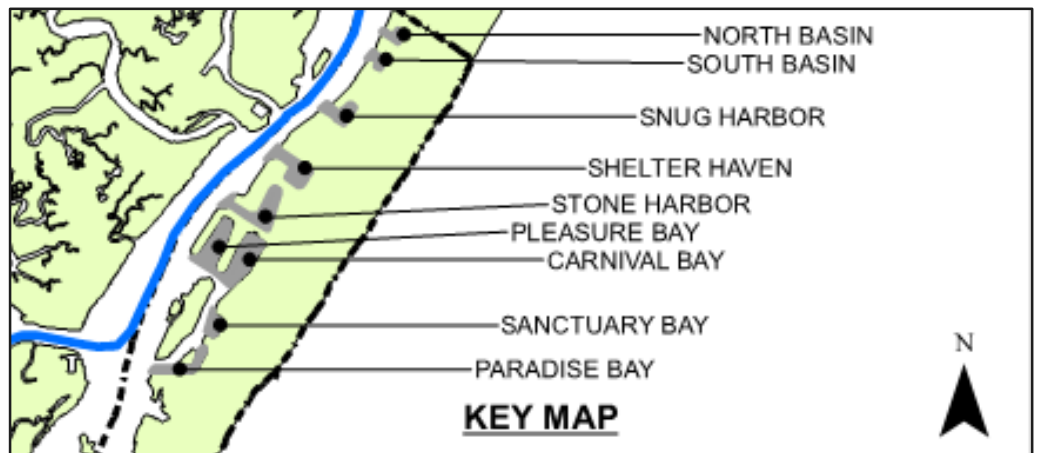 NORTH BASIN
SOUTH BASIN
SNUG HARBOR
SHELTER HAVEN
STONE HARBOR
PLEASURE BAY
CARNIVAL BAY
SANCTUARY BAY
PARADISE BAY
N
KEY MAP